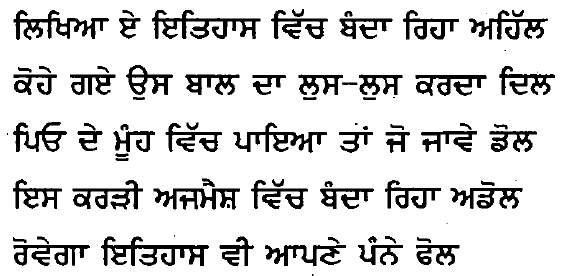 ਲਿਖਿਆ ਏ ਇਤਿਹਾਸ ਵਿੱਚ ਬੰਦਾ ਰਿਹਾ ਅਹਿੱਲ
ਕੋਹੇ ਗਏ ਉਸ ਬਾਲ ਦਾ ਲੁਸ-ਲੁਸ ਕਰਦਾ ਦਿਲ
ਪਿਓ ਦੇ ਮੂੰਹ ਵਿੱਚ ਪਾਇਆ ਤਾਂ ਜੋ ਜਾਵੇ ਡੋਲ
ਇਸ ਕਰੜੀ ਅਜਮੈਸ਼ ਵਿੱਚ ਬੰਦਾ ਰਿਹਾ ਅਡੋਲ
ਰੋਵੇਗਾ ਇਤਿਹਾਸ ਵੀ ਆਪਣੇ ਪੰਨੇ ਫੋਲ